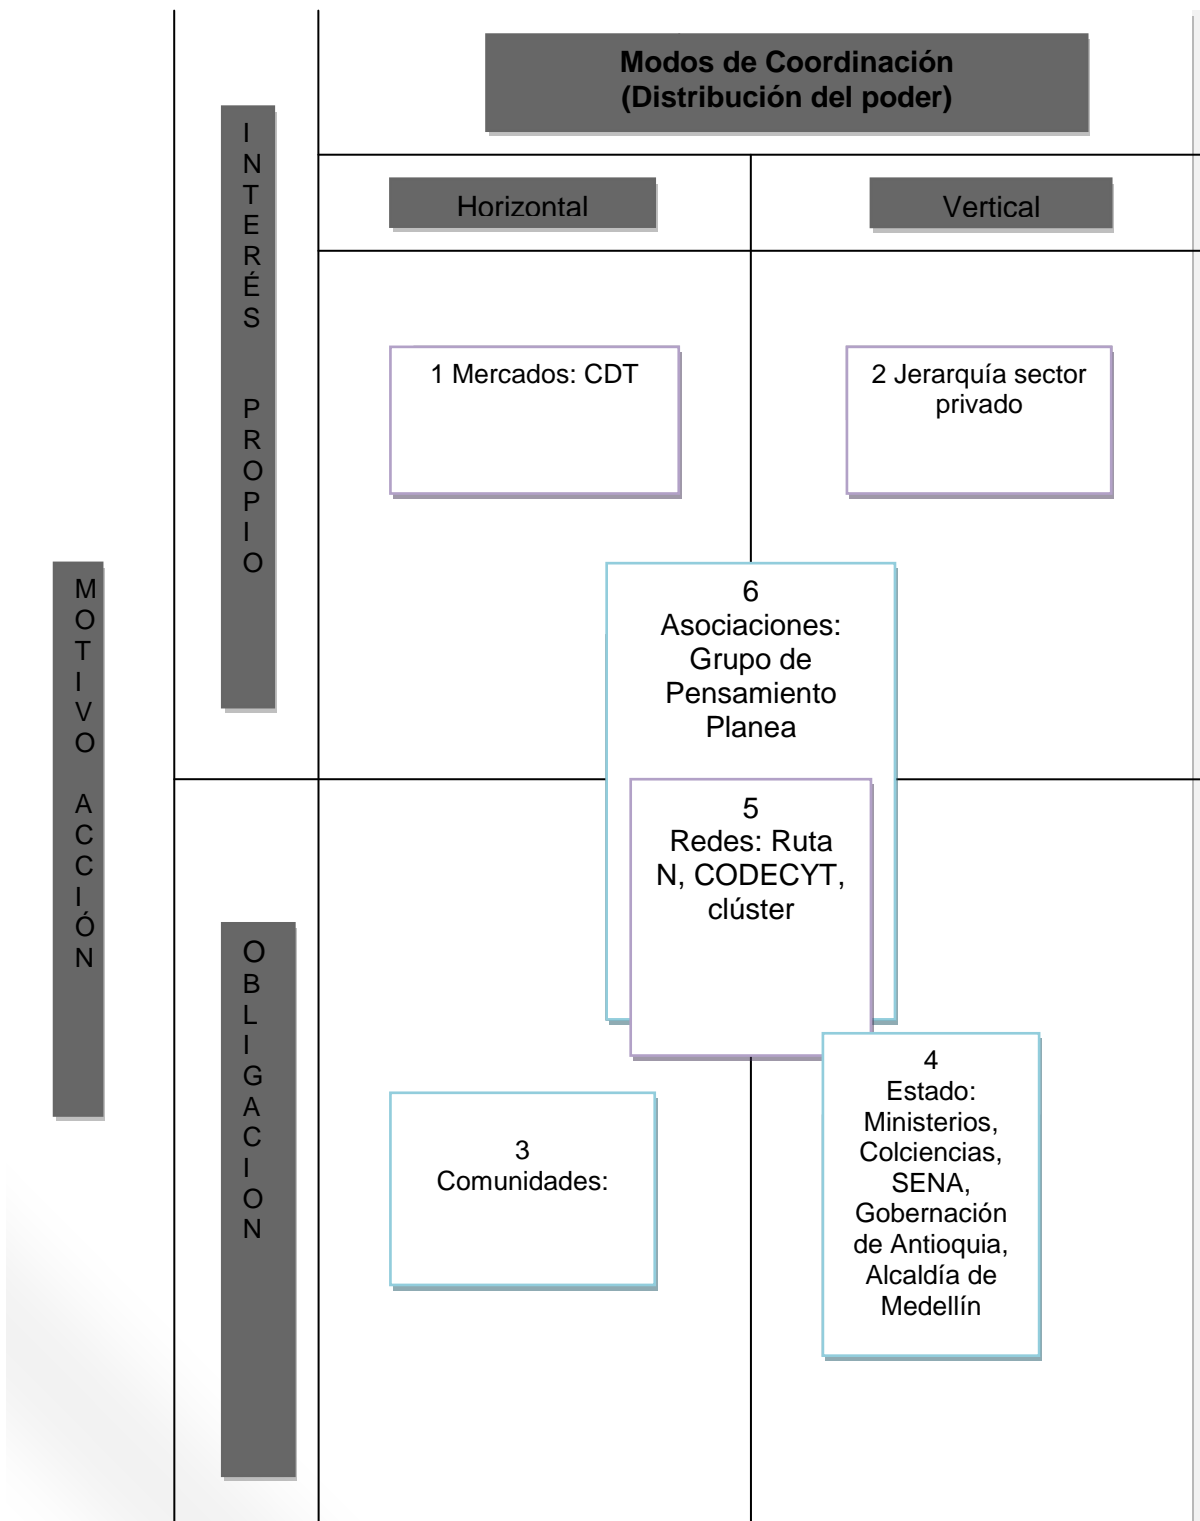 Modos de Coordinación
(Distribución del poder)
Horizontal
Vertical
INTERÉS PROPIO
1 Mercados: CDT
2 Jerarquía sector
privado
MOTIVO ACCIÓN
6
Asociaciones:
Grupo de
Pensamiento
Planea
5
Redes: Ruta
N, CODECYT,
clúster
OBLIGACION
3
Comunidades:
4
Estado:
Ministerios,
Colciencias,
SENA,
Gobernación
de Antioquia,
Alcaldía de
Medellín